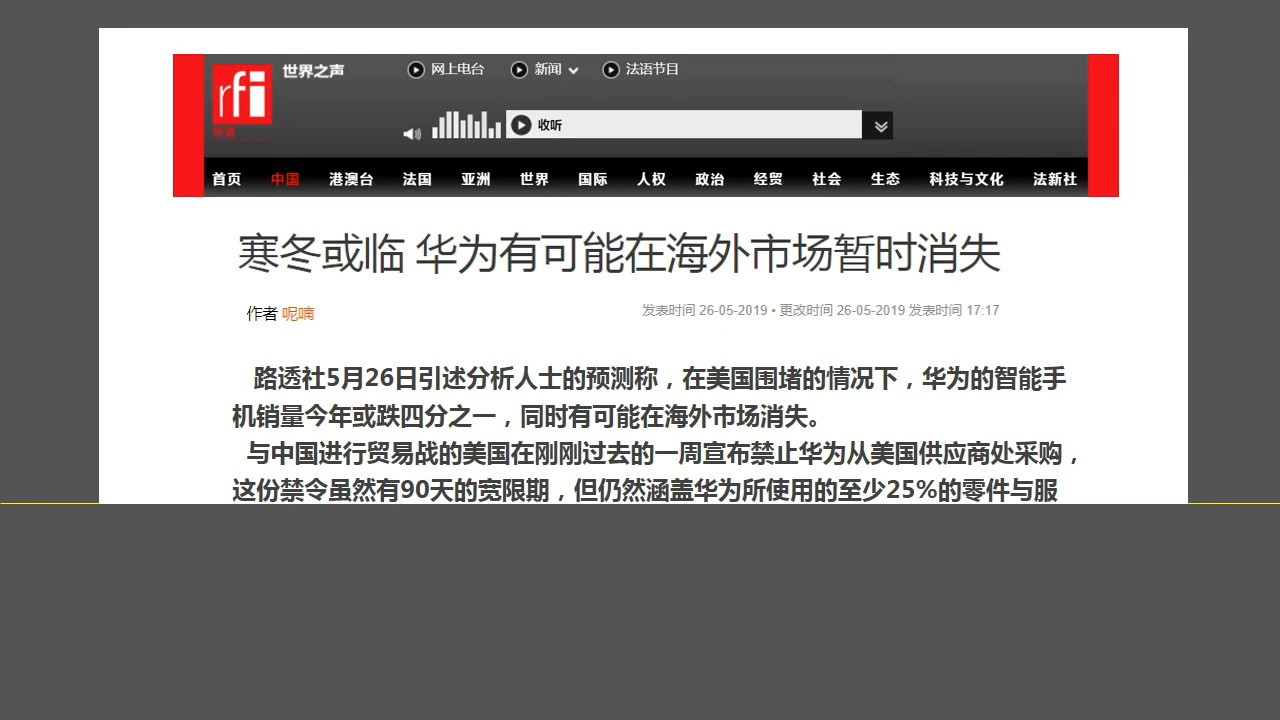 rfi
世界之声
网上电台 新闻 法语节目
收听
首页 中国 港澳台 法国 亚洲 世界 国际 人权 政治 经贸 社会 生态 科技与文化 法新社
寒冬或临 华为有可能在海外市场暂时消失
作者 呢喃
发表时间 26-05-2019 • 更改时间 26-05-2019 发表时间 17:17
路透社5月26日引述分析人士的预测称，在美国围堵的情况下，华为的智能手
机销量今年或跌四分之一，同时有可能在海外市场消失。
与中国进行贸易战的美国在刚刚过去的一周宣布禁止华为从美国供应商处采购，
这份禁令虽然有90天的宽限期，但仍然涵盖华为所使用的至少25%的零件与服